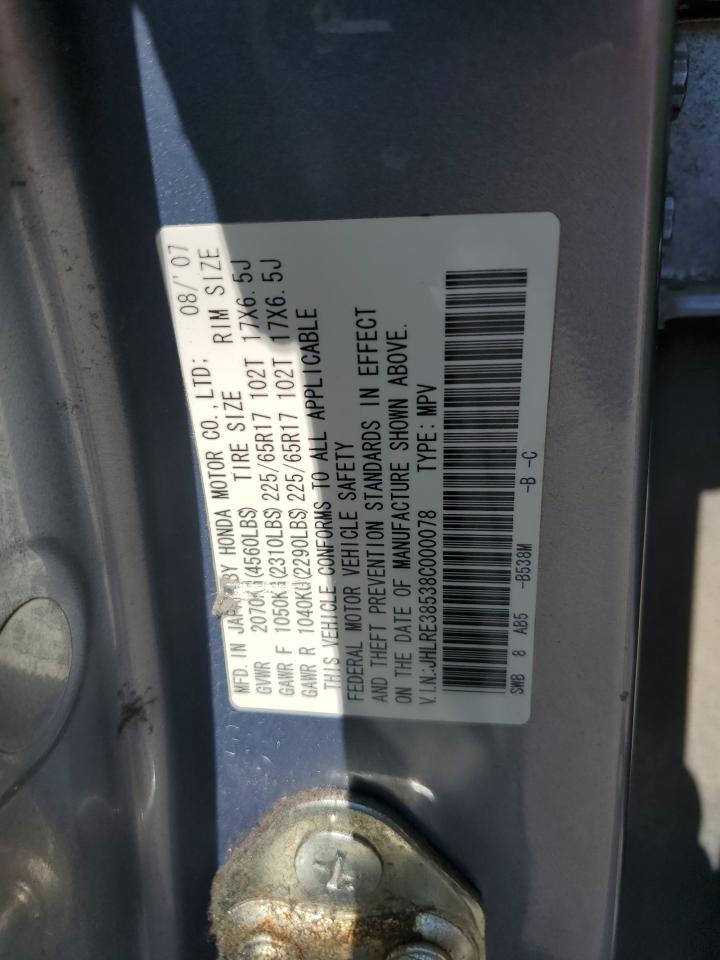 MFD. IN JAPAN BY HONDA MOTOR CO., LTD: 08/'07
GVWR 2070KG(4560LBS) TIRE SIZE RIM SIZE
GAWR F 1050KG(2310LBS) 225/65R17 102T 17X6.5J
GAWR R 1040KG(2290LBS) 225/65R17 102T 17X6.5J
THIS VEHICLE CONFORMS TO ALL APPLICABLE
FEDERAL MOTOR VEHICLE SAFETY
AND THEFT PREVENTION STANDARDS IN EFFECT
ON THE DATE OF MANUFACTURE SHOWN ABOVE.
V.I.N.:JHLRE38538C000078 TYPE: MPV
SWB 8 AB5 -B538M -B -C